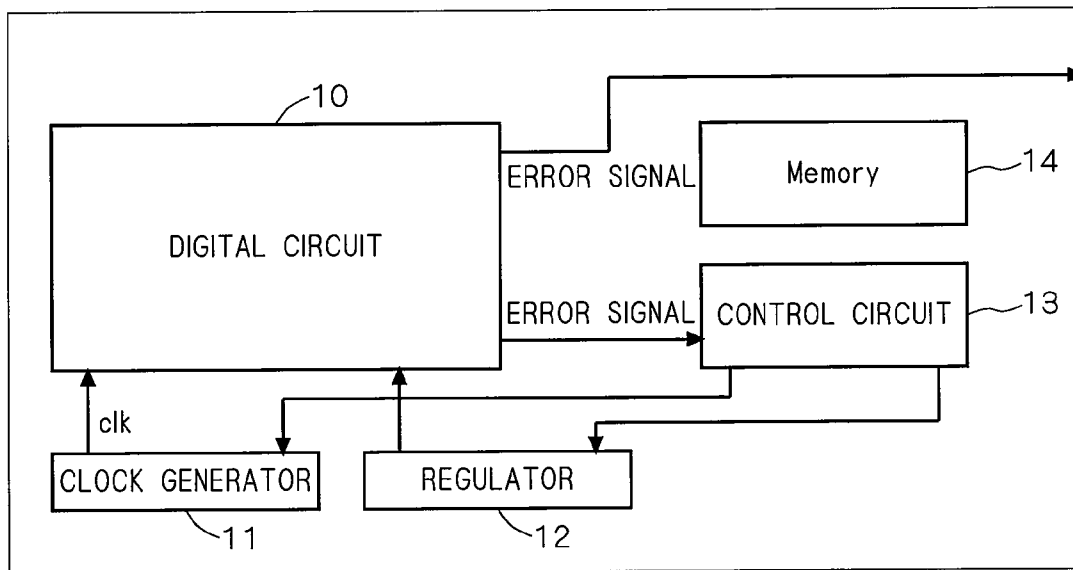 10
ERROR SIGNAL
Memory
14
DIGITAL CIRCUIT
ERROR SIGNAL
CONTROL CIRCUIT
13
clk
CLOCK GENERATOR
REGULATOR
11
12